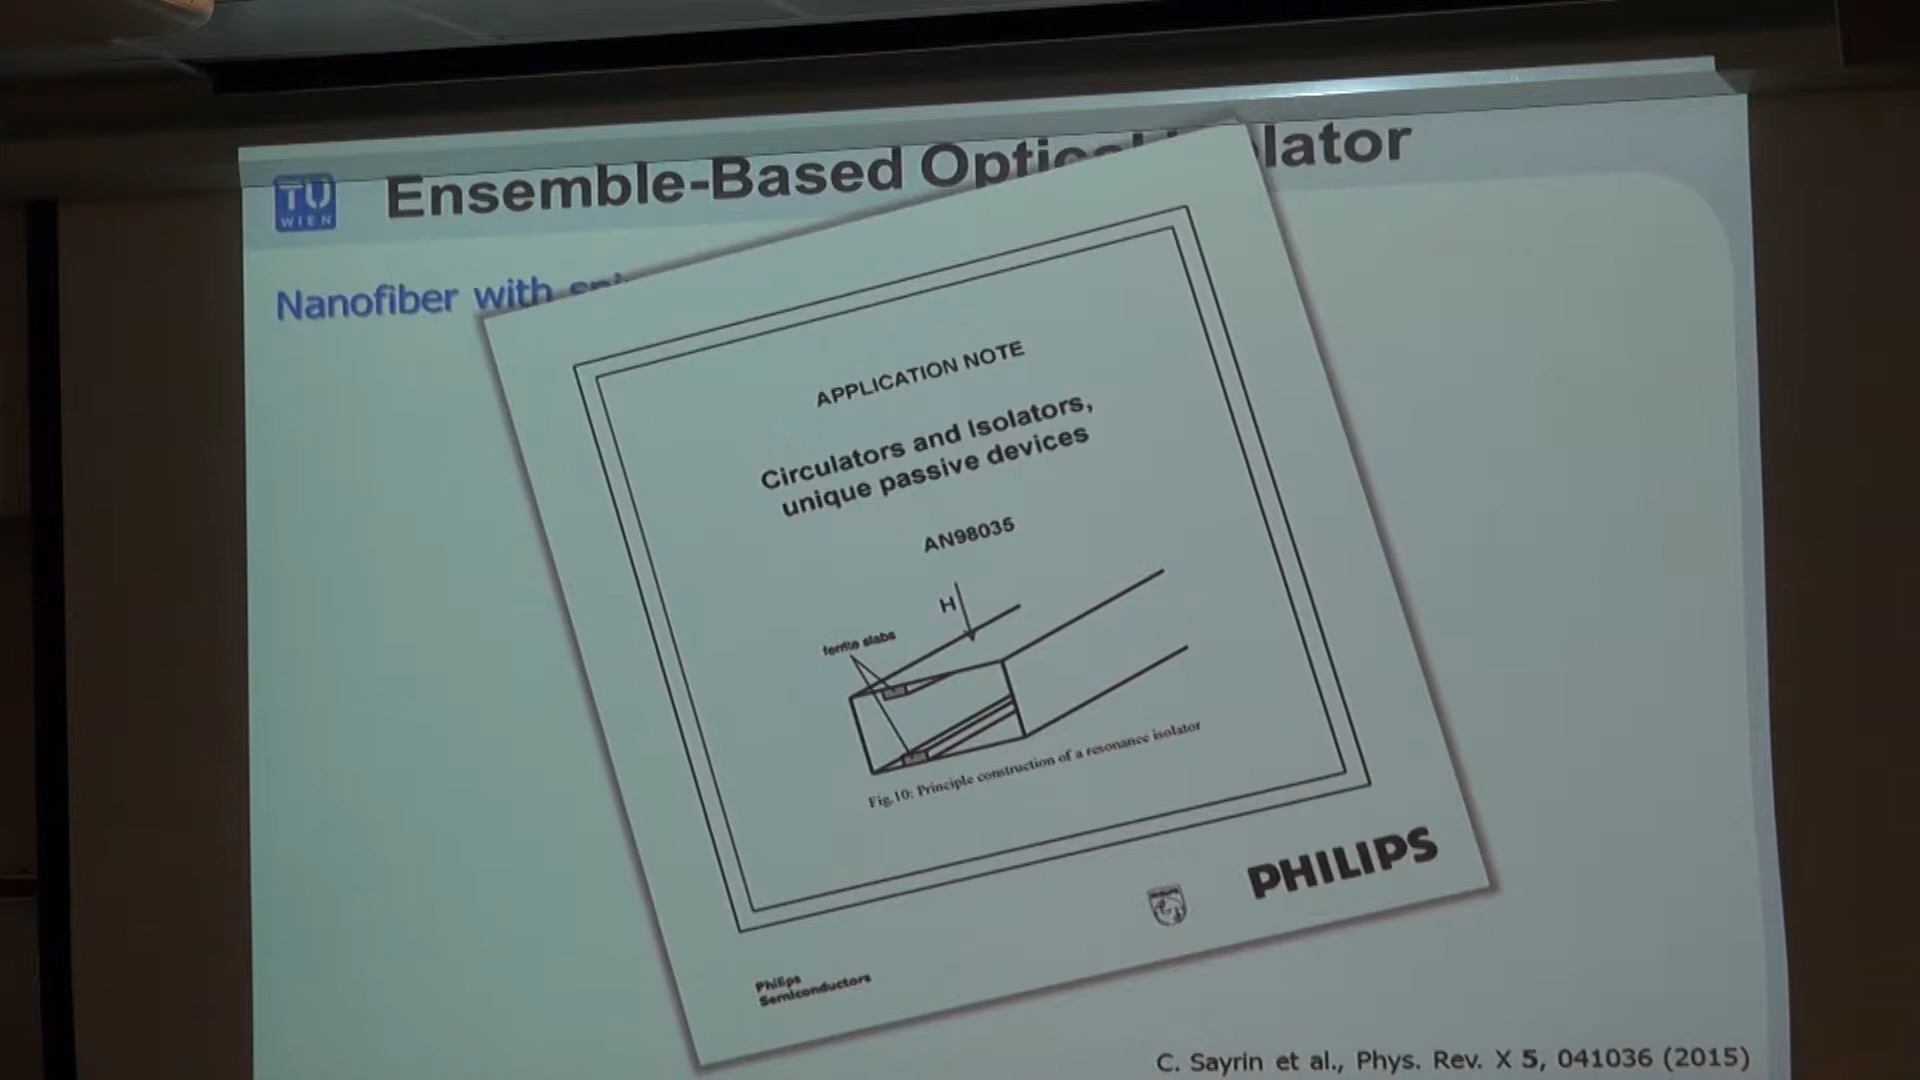 TU
WIEN
Ensemble-Based Optical lator
Nanofiber with
APPLICATION NOTE
Circulators and Isolators,
unique passive devices
AN98035
H
ferrite slabs
Fig.10: Principle construction of a resonance isolator
PHILIPS
Philips
Semiconductors
C. Sayrin et al., Phys. Rev. X 5, 041036 (2015)